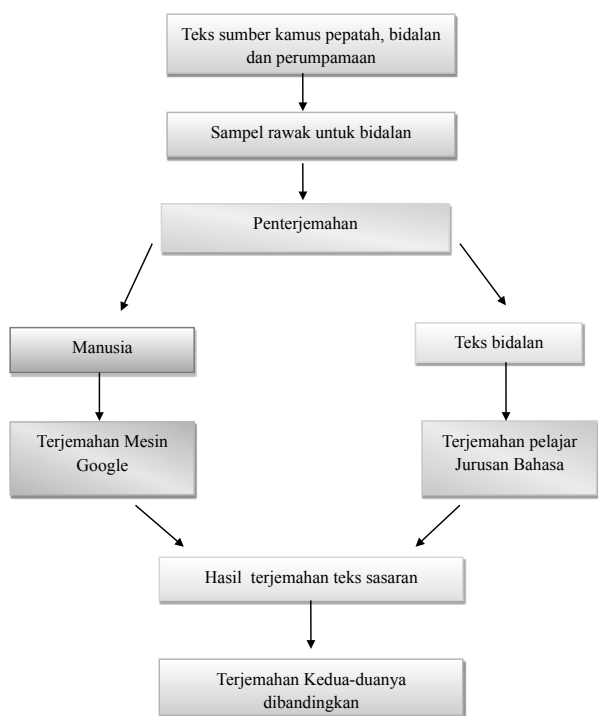 Teks sumber kamus pepatah, bidalan
dan perumpamaan
Sampel rawak untuk bidalan
Penterjemahan
Manusia
Teks bidalan
Terjemahan Mesin
Google
Terjemahan pelajar
Jurusan Bahasa
Hasil terjemahan teks sasaran
Terjemahan Kedua-duanya
dibandingkan